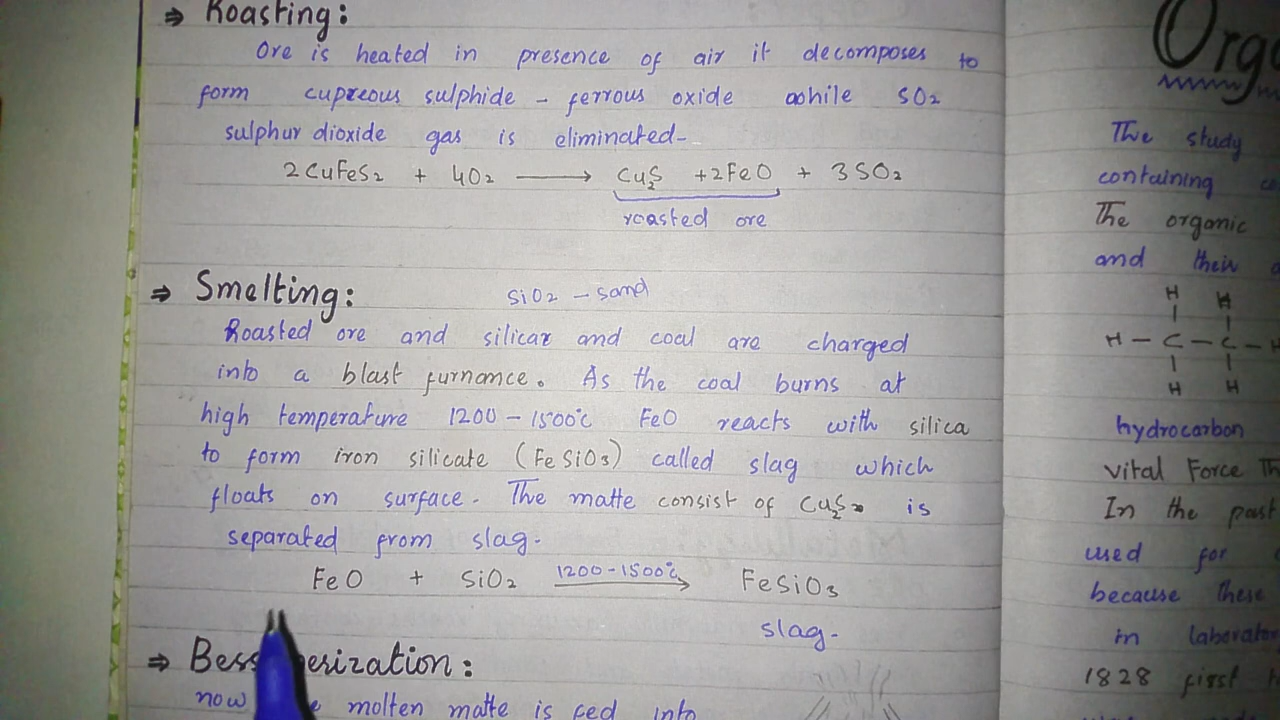 ⇒ Roasting:
Ore is heated in presence of air it decomposes to
form cupreous sulphide - ferrous oxide while SO2
sulphur dioxide gas is eliminated-
2CuFeS2 + 4O2 ⟶ Cu2S +2FeO + 3SO2
roasted ore
⇒ Smelting: SiO2 - sand
Roasted ore and silicar and coal are charged
into a blast furnance. As the coal burns at
high temperature 1200-1500°C FeO reacts with silica
to form iron silicate (FeSiO3) called slag which
floats on surface. The matte consist of Cu2S is
separated from slag.
FeO + SiO2 1200-1500°C ⟶ FeSiO3
slag.
now molten matte is fed into
The study
containing
The organic
and their
H H
H - C - C -
H H
hydrocarbon
vital Force
In the past
used for
because these
in
1828 first